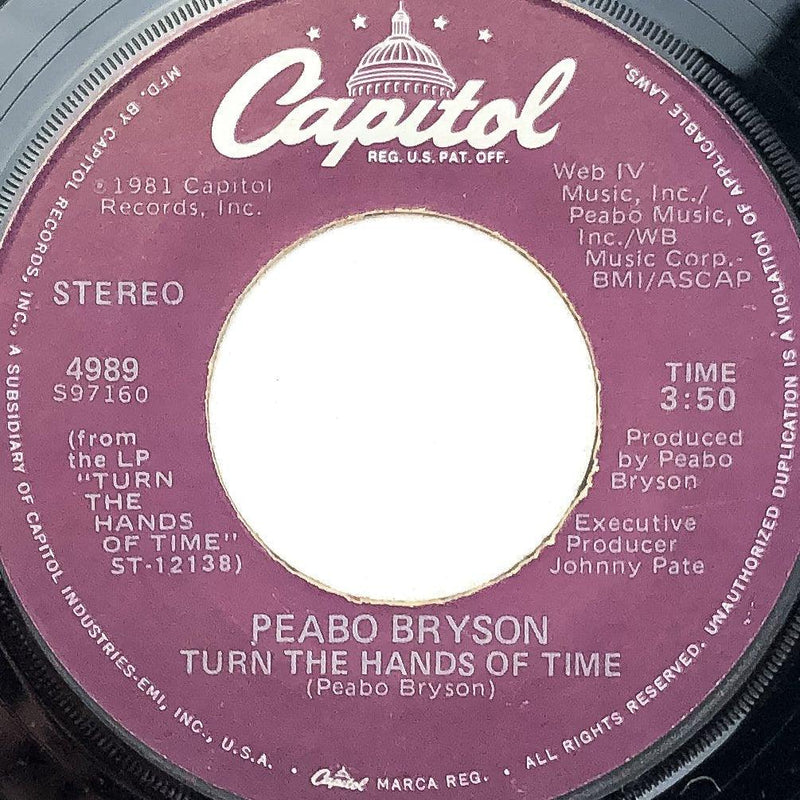 Capitol
REG. U.S. PAT. OFF.
℗1981 Capitol
Records, Inc.
Web IV
Music, Inc./
Peabo Music,
Inc./WB
Music Corp.-
BMI/ASCAP
STEREO
4989
S97160
TIME
3:50
(from
the LP
"TURN
THE
HANDS
OF TIME"
ST-12138)
Produced
by Peabo
Bryson
Executive
Producer
Johnny Pate
PEABO BRYSON
TURN THE HANDS OF TIME
(Peabo Bryson)
MFD. BY CAPITOL RECORDS, INC., A SUBSIDIARY OF CAPITOL INDUSTRIES-EMI, INC., U.S.A. • Capitol MARCA REG. • ALL RIGHTS RESERVED. UNAUTHORIZED DUPLICATION IS A VIOLATION OF APPLICABLE LAWS.